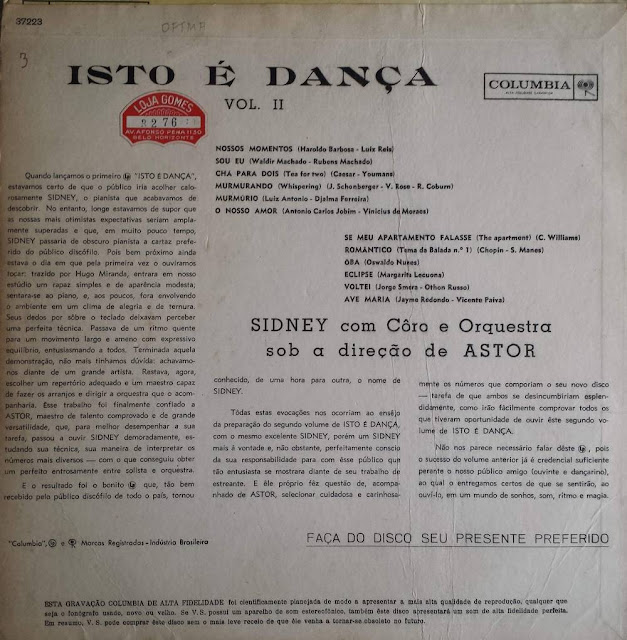 37223
3
ISTO É DANÇA
VOL. II
COLUMBIA
LOJA GOMES
AV. AFONSO PENA 1130
BELO HORIZONTE
NOSSOS MOMENTOS (Haroldo Barbosa - Luiz Reis)
SOU EU (Waldir Machado - Rubens Machado)
CHA PARA DOIS (Tea for two) (Caesar - Youmans)
MURMURANDO (Whispering) (J. Schonberger - V. Rose - R. Coburn)
MURMURIO (Luiz Antonio - Djalma Ferreira)
O NOSSO AMOR (Antonio Carlos Jobim - Vinicius de Moraes)
SE MEU APARTAMENTO FALASSE (The apartment) (C. Williams)
ROMÂNTICO (Tema da Balada n.º 1) (Chopin - S. Manes)
ÔBA (Oswaldo Nunes)
ECLIPSE (Margarita Lecuona)
VOLTEI (Jorge Smera - Othon Russo)
AVE MARIA (Jayme Redondo - Vicente Paiva)
SIDNEY com Côro e Orquestra
sob a direção de ASTOR
Quando lançamos o primeiro "ISTO É DANÇA",
estavamos certo de que o público iria acolher calo-
rosamente SIDNEY, o pianista que acabavamos de
descobrir. No entanto, longe estavamos de supor que
as nossas mais otimistas expectativas seriam ampla-
mente superadas e que, em muito pouco tempo,
SIDNEY passaria de obscuro pianista a cartaz prefe-
rido do público discófilo. Pois bem próximo ainda
estava o dia em que pela primeira vez o ouviramos
tocar: trazido por Hugo Miranda, entrara em nosso
estúdio um rapaz simples e de aparência modesta;
sentara-se ao piano, e, aos poucos, fora envolvendo
o ambiente em um clima de alegria e de ternura.
Seus dedos por sôbre o teclado deixavam perceber
uma perfeita técnica. Passava de um ritmo quente
para um movimento largo e ameno com expressivo
equilíbrio, entusiasmando a todos. Terminada aquela
demonstração, não mais tinhamos dúvida: achavamo-
nos diante de um grande artista. Restava, agora,
escolher um repertório adequado e um maestro capaz
de fazer os arranjos e dirigir a orquestra que o acom-
panharia. Esse trabalho foi finalmente confiado a
ASTOR, maestro de talento comprovado e de grande
versatilidade, que, para melhor desempenhar a sua
tarefa, passou a ouvir SIDNEY demoradamente, es-
tudando sua técnica, sua maneira de interpretar os
números mais diversos — com o que conseguiu obter
um perfeito entrosamento entre solista e orquestra.
E o resultado foi o bonito que, tão bem
recebido pelo público discófilo de todo o país, tornou
conhecido, de uma hora para outra, o nome de
SIDNEY.
Tôdas estas evocações nos ocorriam ao ensêjo
da preparação do segundo volume de ISTO É DANÇA,
com o mesmo excelente SIDNEY, porém um SIDNEY
mais à vontade e, não obstante, perfeitamente conscio
da sua responsabilidade para com êsse público que
tão entusiasta se mostrara diante de seu trabalho de
estreante. E êle próprio fêz questão de, acompa-
nhado de ASTOR, selecionar cuidadosa e carinhosa-
mente os números que comporiam o seu novo disco
— tarefa de que ambos se desincumbiriam esplen-
didamente, como irão fàcilmente comprovar todos os
que tiveram oportunidade de ouvir êste segundo vo-
lume de ISTO É DANÇA.
Não nos parece necessário falar dêste , pois
o sucesso do volume anterior já é credencial suficiente
perante o nosso público amigo (ouvinte e dançarino),
ao qual o entregamos certos de que se sentirão, ao
ouví-lo, em um mundo de sonhos, som, ritmo e magia.
"Columbia", e Marcas Registradas - Indústria Brasileira
FAÇA DO DISCO SEU PRESENTE PREFERIDO
ESTA GRAVAÇÃO COLUMBIA DE ALTA FIDELIDADE foi cientificamente planejada de modo a apresentar a mais alta qualidade de reprodução, qualquer que
seja o fonógrafo usado, novo ou velho. Se V. S. possui um aparelho de som estereofônico, também êste disco apresentará um som de alta fidelidade perfeita.
Em resumo, V. S. pode comprar êste disco sem o mais leve receio de que êle venha a tornar-se obsoleto no futuro.